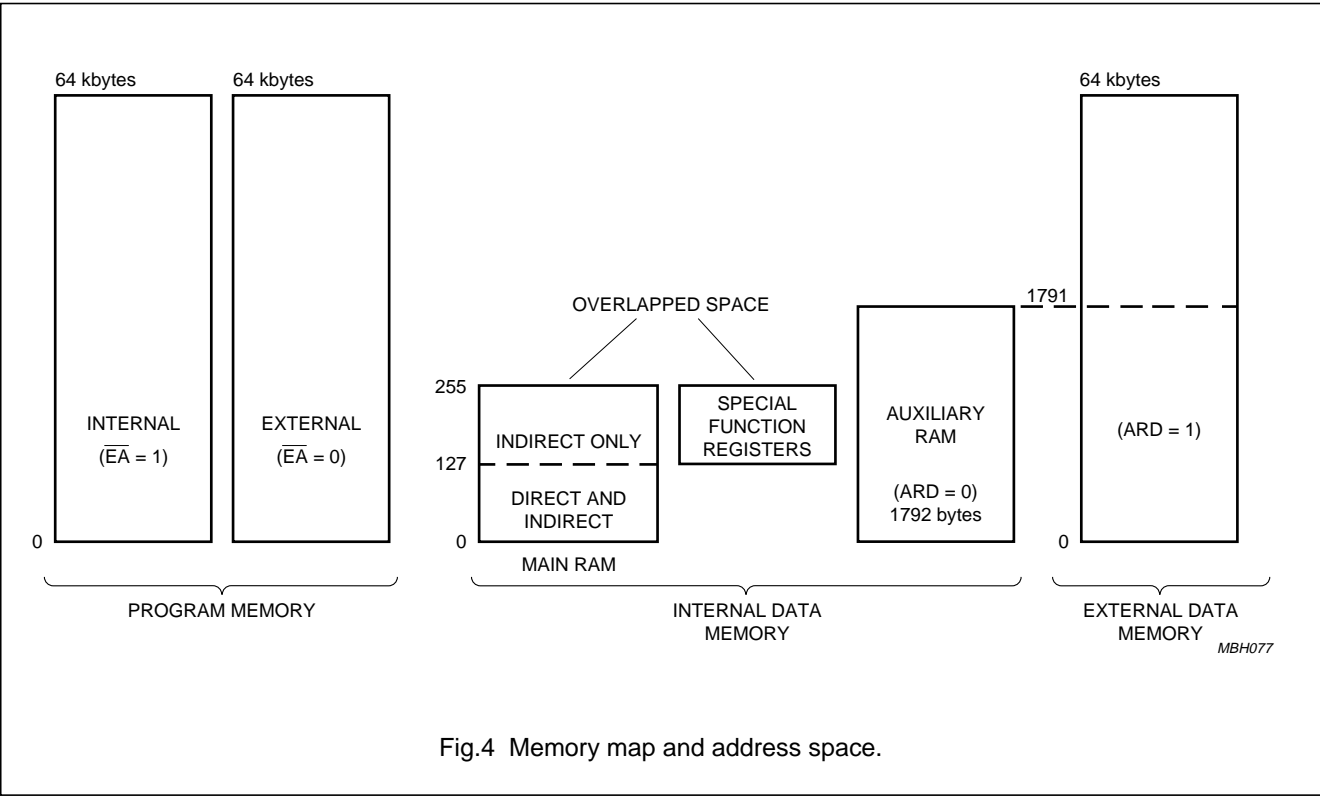 64 kbytes
64 kbytes
64 kbytes
1791
OVERLAPPED SPACE
255
127
0
0
0
INTERNAL
(E̅A̅ = 1)
EXTERNAL
(E̅A̅ = 0)
INDIRECT ONLY
DIRECT AND
INDIRECT
MAIN RAM
SPECIAL
FUNCTION
REGISTERS
AUXILIARY
RAM
(ARD = 0)
1792 bytes
(ARD = 1)
PROGRAM MEMORY
INTERNAL DATA
MEMORY
EXTERNAL DATA
MEMORY
MBH077
Fig.4 Memory map and address space.